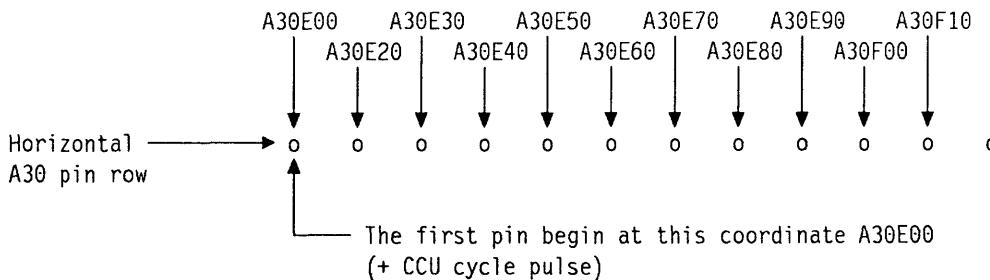 A30E00 A30E30 A30E50 A30E70 A30E90 A30F10
A30E20 A30E40 A30E60 A30E80 A30F00
Horizontal o o o o o o o o o o o
A30 pin row
The first pin begin at this coordinate A30E00
(+ CCU cycle pulse)